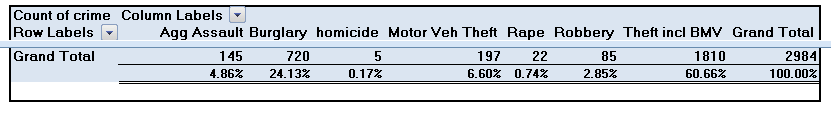 Count of crime Column Labels
Row Labels Agg Assault Burglary homicide Motor Veh Theft Rape Robbery Theft incl BMV Grand Total
Grand Total 145 720 5 197 22 85 1810 2984
4.86% 24.13% 0.17% 6.60% 0.74% 2.85% 60.66% 100.00%